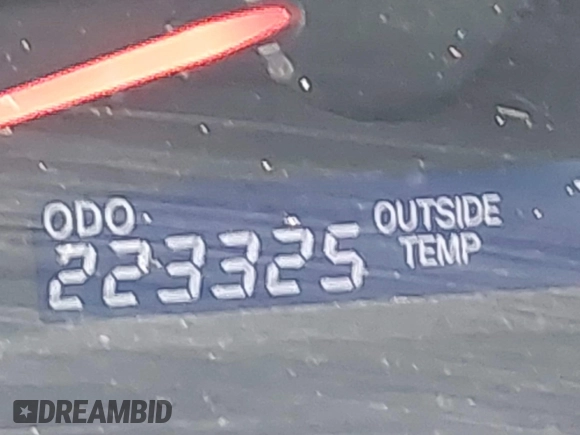 ODO
OUTSIDE
TEMP
223325
DREAMBID